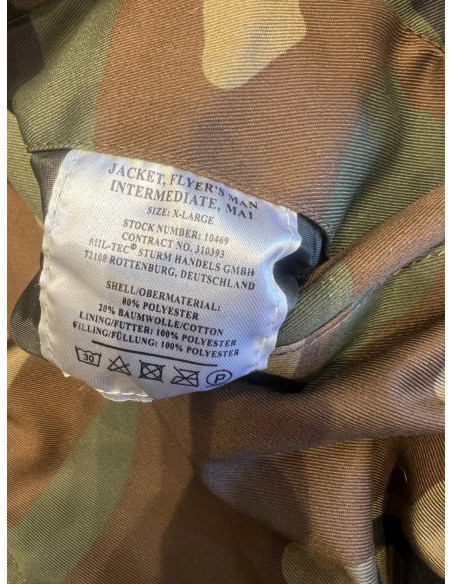 JACKET, FLYER'S MAN
INTERMEDIATE, MA1
SIZE: X-LARGE
STOCK NUMBER: 10469
CONTRACT NO. 310393
MIL-TEC® STURM HANDELS GMBH
72108 ROTTENBURG, DEUTSCHLAND
SHELL/OBERMATERIAL:
80% POLYESTER
20% BAUMWOLLE/COTTON
LINING/FUTTER: 100% POLYESTER
FILLING/FÜLLUNG: 100% POLYESTER
30 P